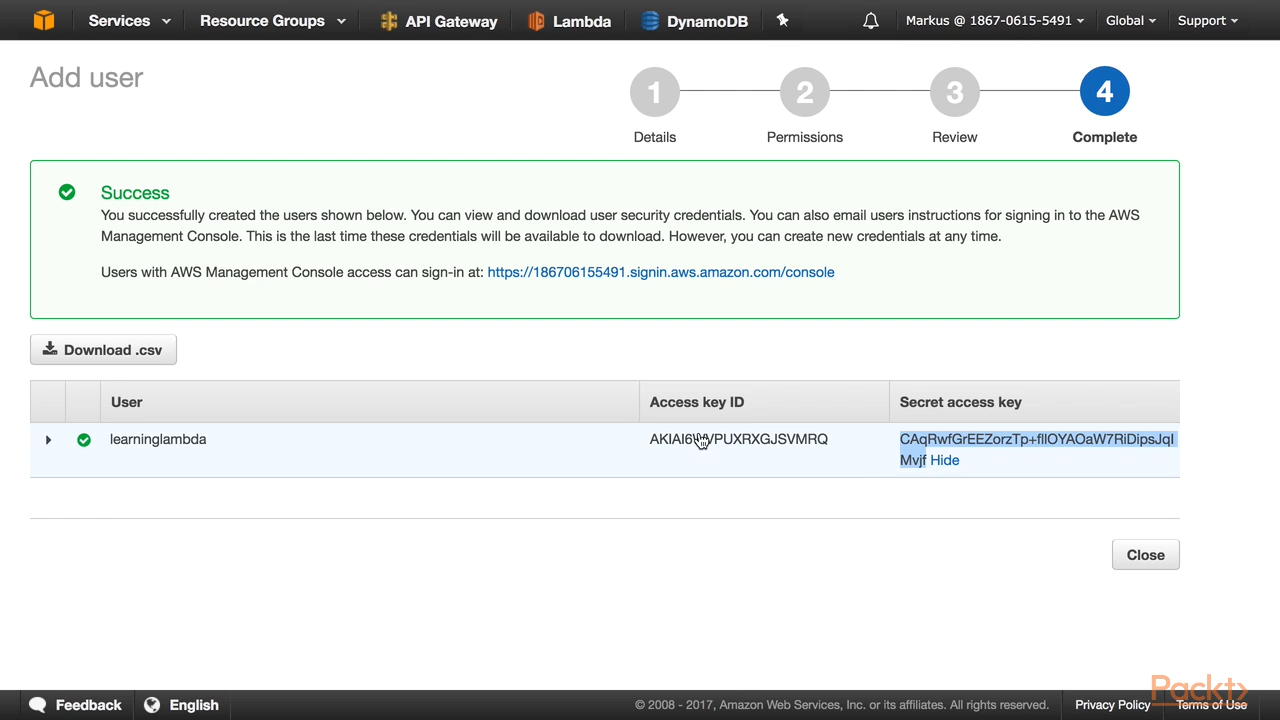 Services
Resource Groups
API Gateway
Lambda
DynamoDB
Markus @ 1867-0615-5491
Global
Support
Add user
1
2
3
4
Details
Permissions
Review
Complete
Success
You successfully created the users shown below. You can view and download user security credentials. You can also email users instructions for signing in to the AWS
Management Console. This is the last time these credentials will be available to download. However, you can create new credentials at any time.
Users with AWS Management Console access can sign-in at: https://186706155491.signin.aws.amazon.com/console
Download .csv
User
Access key ID
Secret access key
learninglambda
Hide
Close
Feedback
English
© 2008 - 2017, Amazon Web Services, Inc. or its affiliates. All rights reserved.
Privacy Policy
Terms of Use
Packt